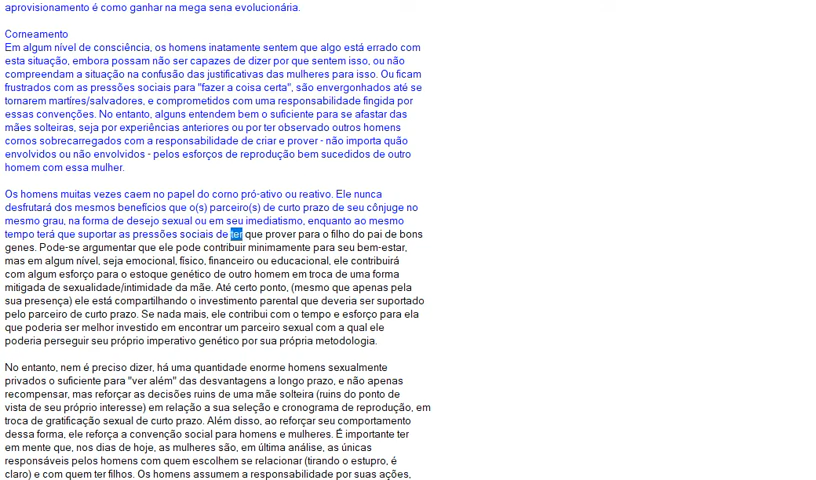 aprovisionamento é como ganhar na mega sena evolucionária.
Corneamento
Em algum nível de consciência, os homens inatamente sentem que algo está errado com
esta situação, embora possam não ser capazes de dizer por que sentem isso, ou não
compreendam a situação na confusão das justificativas das mulheres para isso. Ou ficam
frustrados com as pressões sociais para "fazer a coisa certa", são envergonhados até se
tornarem martíres/salvadores, e comprometidos com uma responsabilidade fingida por
essas convenções. No entanto, alguns entendem bem o suficiente para se afastar das
mães solteiras, seja por experiências anteriores ou por ter observado outros homens
cornos sobrecarregados com a responsabilidade de criar e prover - não importa quão
envolvidos ou não envolvidos - pelos esforços de reprodução bem sucedidos de outro
homem com essa mulher.
Os homens muitas vezes caem no papel do corno pró-ativo ou reativo. Ele nunca
desfrutará dos mesmos benefícios que o(s) parceiro(s) de curto prazo de seu cônjuge no
mesmo grau, na forma de desejo sexual ou em seu imediatismo, enquanto ao mesmo
tempo terá que suportar as pressões sociais de ter que prover para o filho do pai de bons
genes. Pode-se argumentar que ele pode contribuir minimamente para seu bem-estar,
mas em algum nível, seja emocional, físico, financeiro ou educacional, ele contribuirá
com algum esforço para o estoque genético de outro homem em troca de uma forma
mitigada de sexualidade/intimidade da mãe. Até certo ponto, (mesmo que apenas pela
sua presença) ele está compartilhando o investimento parental que deveria ser suportado
pelo parceiro de curto prazo. Se nada mais, ele contribui com o tempo e esforço para ela
que poderia ser melhor investido em encontrar um parceiro sexual com a qual ele
poderia perseguir seu próprio imperativo genético por sua própria metodologia.
No entanto, nem é preciso dizer, há uma quantidade enorme homens sexualmente
privados o suficiente para "ver além" das desvantagens a longo prazo, e não apenas
recompensar, mas reforçar as decisões ruins de uma mãe solteira (ruins do ponto de
vista de seu próprio interesse) em relação a sua seleção e cronograma de reprodução, em
troca de gratificação sexual de curto prazo. Além disso, ao reforçar seu comportamento
dessa forma, ele reforça a convenção social para homens e mulheres. É importante ter
em mente que, nos dias de hoje, as mulheres são, em última análise, as únicas
responsáveis pelos homens com quem escolhem se relacionar (tirando o estupro, é
claro) e com quem ter filhos. Os homens assumem a responsabilidade por suas ações,